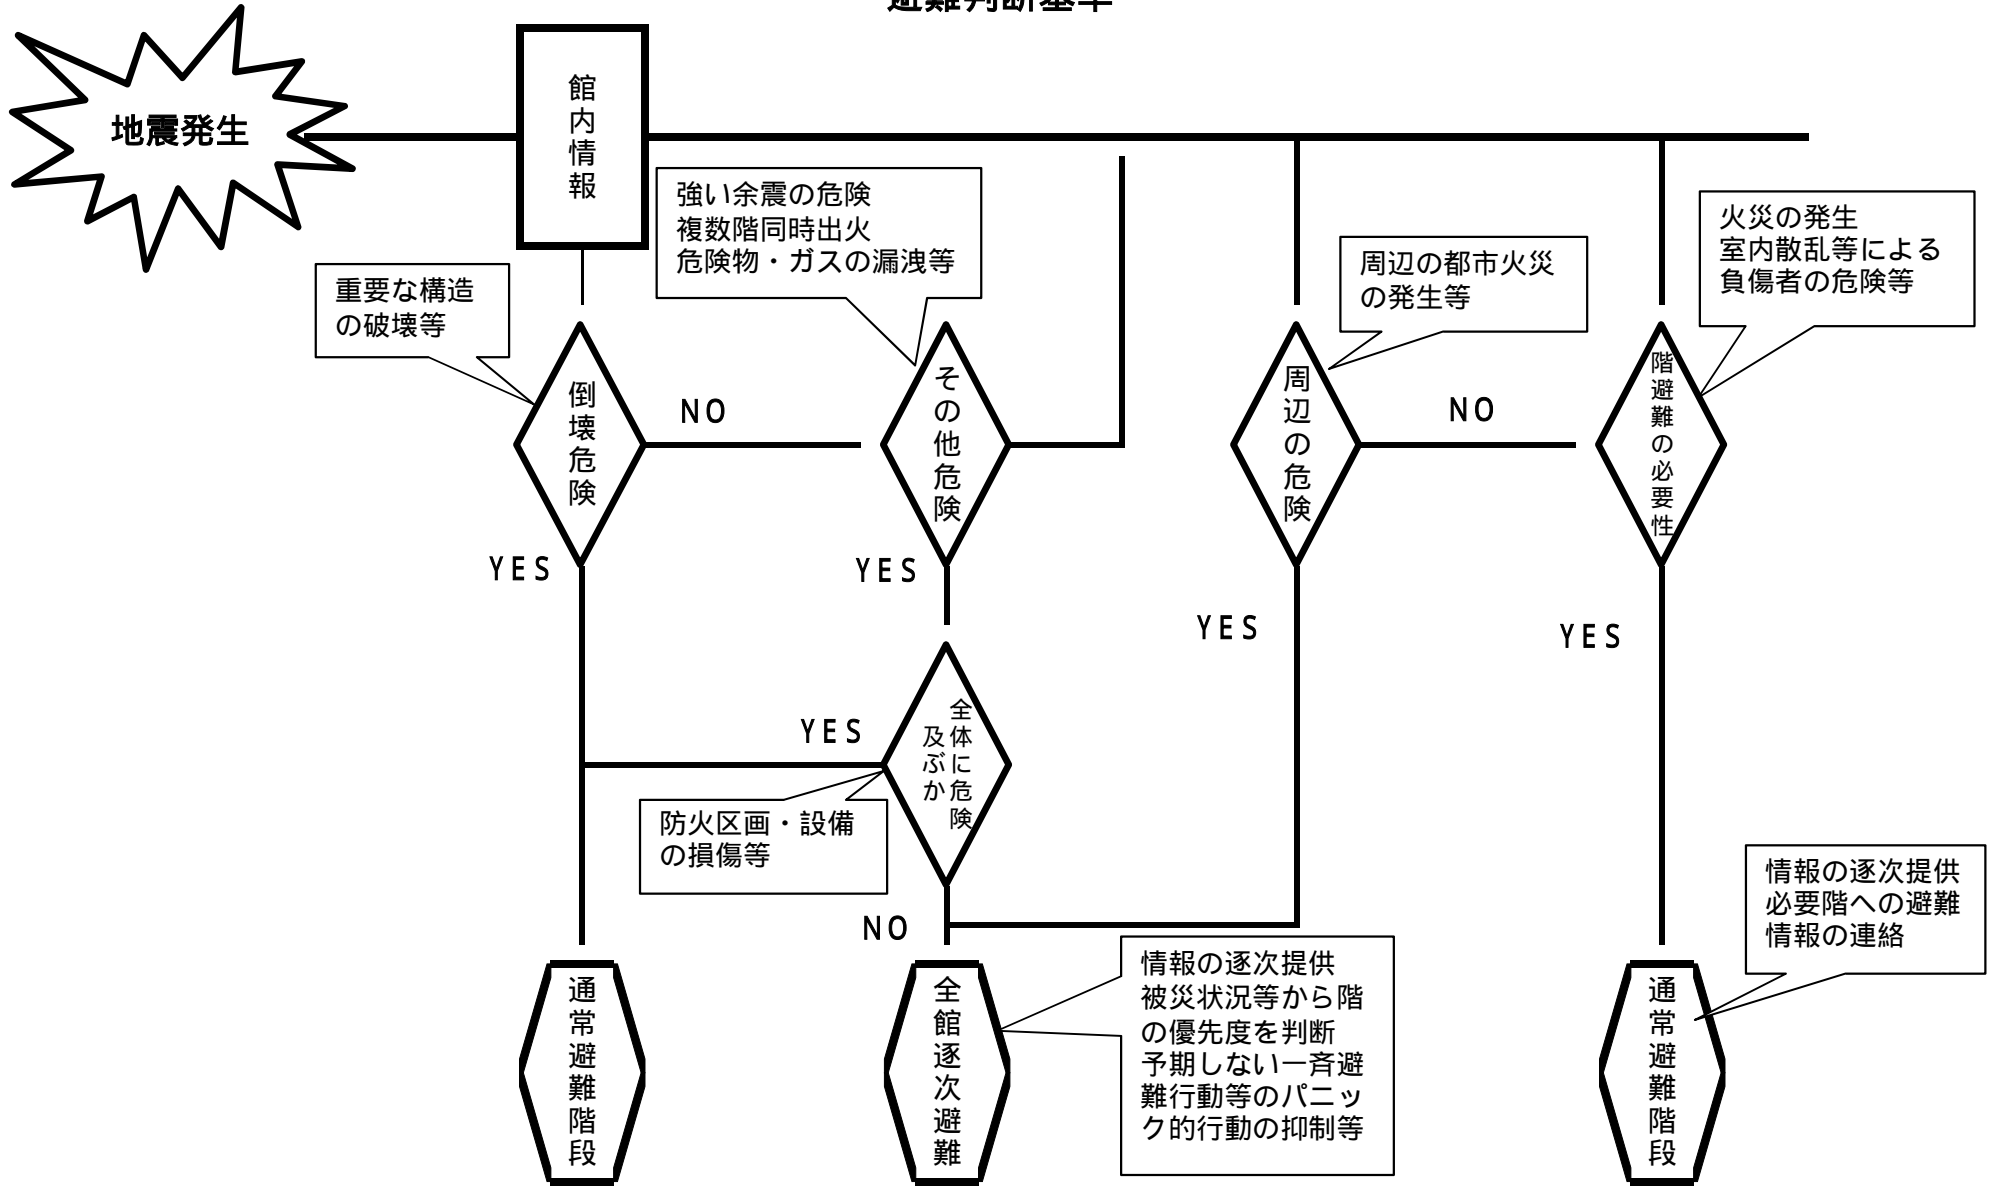 避難判断基準
地震発生
館内情報
強い余震の危険
複数階同時出火
危険物・ガスの漏洩等
火災の発生
室内散乱等による
負傷者の危険等
周辺の都市火災
の発生等
重要な構造
の破壊等
倒壊危険
NO
その他危険
周辺の危険
NO
階避難の必要性
YES
YES
YES
YES
YES
全体に危険
及ぶか
防火区画・設備
の損傷等
NO
情報の逐次提供
必要階への避難
情報の連絡
情報の逐次提供
被災状況等から階
の優先度を判断
予期しない一斉避
難行動等のパニッ
ク的行動の抑制等
通常避難階段
全館逐次避難
通常避難階段